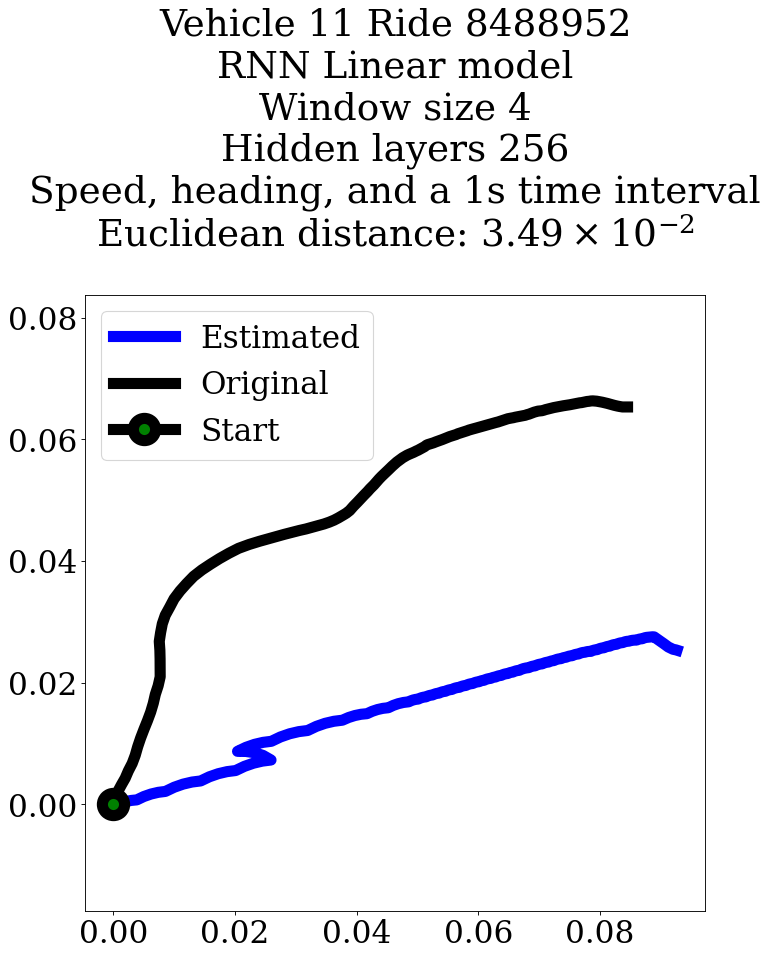 Vehicle 11 Ride 8488952
RNN Linear model
Window size 4
Hidden layers 256
Speed, heading, and a 1s time interval
Euclidean distance: 3.49 × 10⁻²
0.08
0.06
0.04
0.02
0.00
Estimated
Original
Start
0.00 0.02 0.04 0.06 0.08